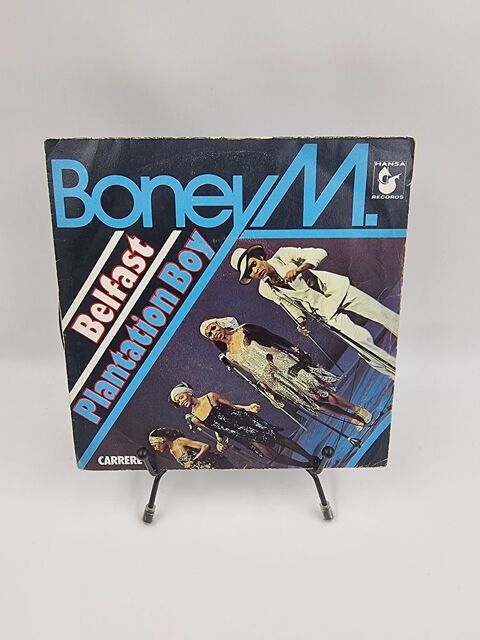 Boney M.
HANSA
RECORDS
Belfast
Plantation Boy
CARRERE